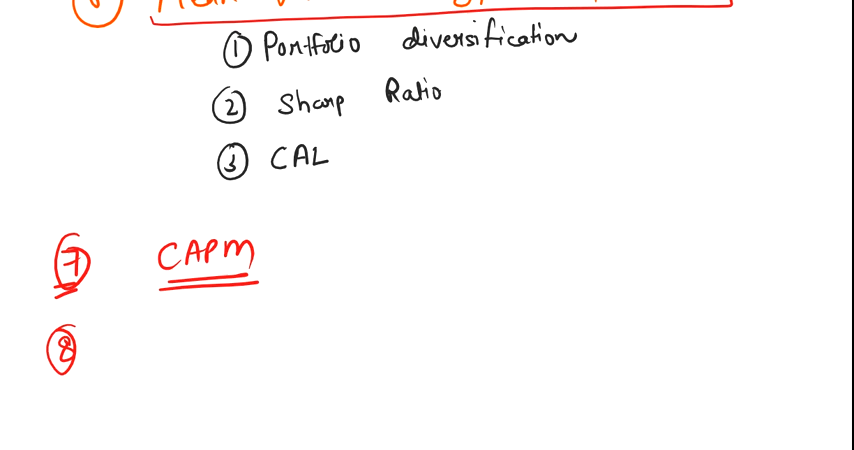 ① Portfolio diversification
② Sharp Ratio
③ CAL
⑦ CAPM
⑧